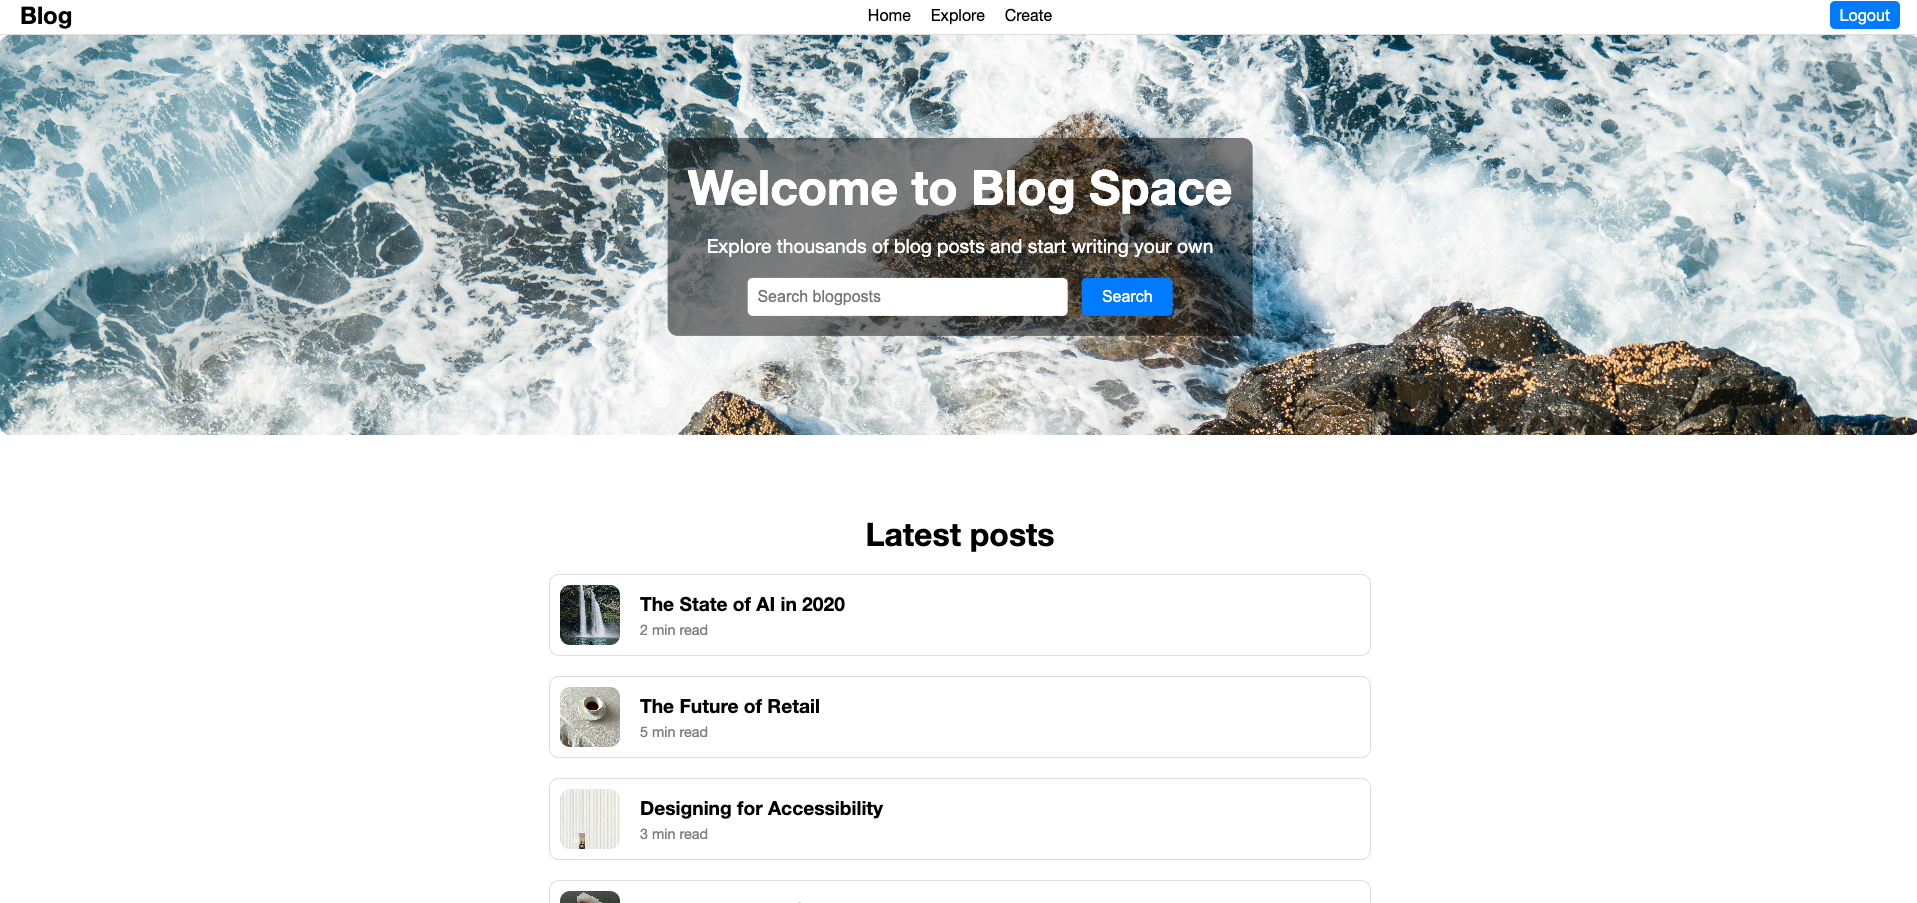 Blog
Home Explore Create
Logout
Welcome to Blog Space
Explore thousands of blog posts and start writing your own
Search blogposts
Search
Latest posts
The State of AI in 2020
2 min read
The Future of Retail
5 min read
Designing for Accessibility
3 min read